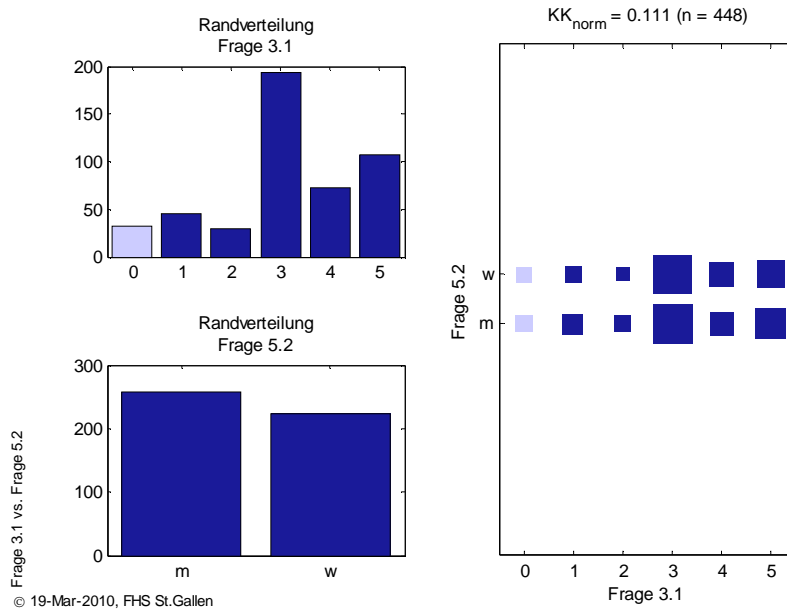 Randverteilung
Frage 3.1
200
150
100
50
0
0 1 2 3 4 5
Randverteilung
Frage 5.2
300
200
100
0
m w
Frage 3.1 vs. Frage 5.2
© 19-Mar-2010, FHS St.Gallen
KKnorm = 0.111 (n = 448)
Frage 5.2
w
m
0 1 2 3 4 5
Frage 3.1